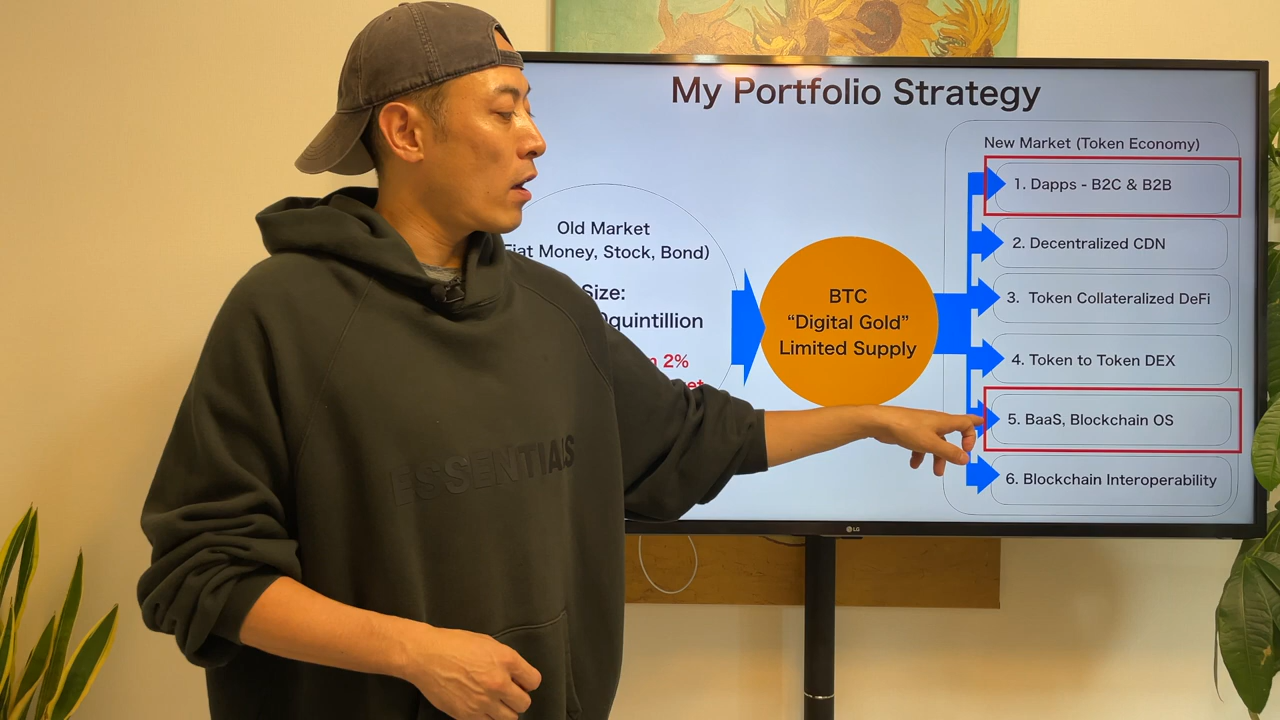 My Portfolio Strategy
Old Market
Fiat Money, Stock, Bond)
Size:
quintillion
2%
BTC
“Digital Gold”
Limited Supply
New Market (Token Economy)
1. Dapps - B2C & B2B
2. Decentralized CDN
3. Token Collateralized DeFi
4. Token to Token DEX
5. BaaS, Blockchain OS
6. Blockchain Interoperability
ESSENTIALS
LG